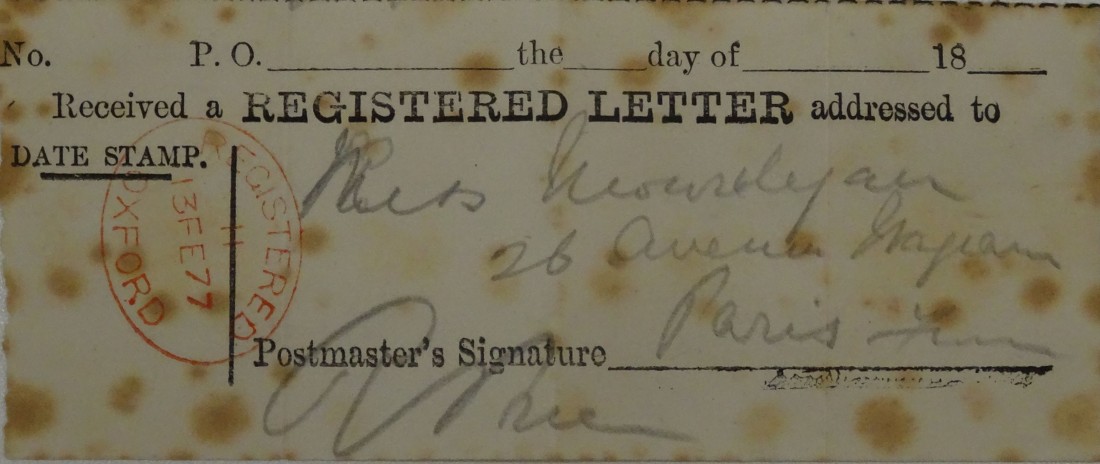 No. P. O. the day of 18
Received a REGISTERED LETTER addressed to
DATE STAMP.
REGISTERED
13FE77
OXFORD
26 Avenue
Paris
Postmaster's Signature